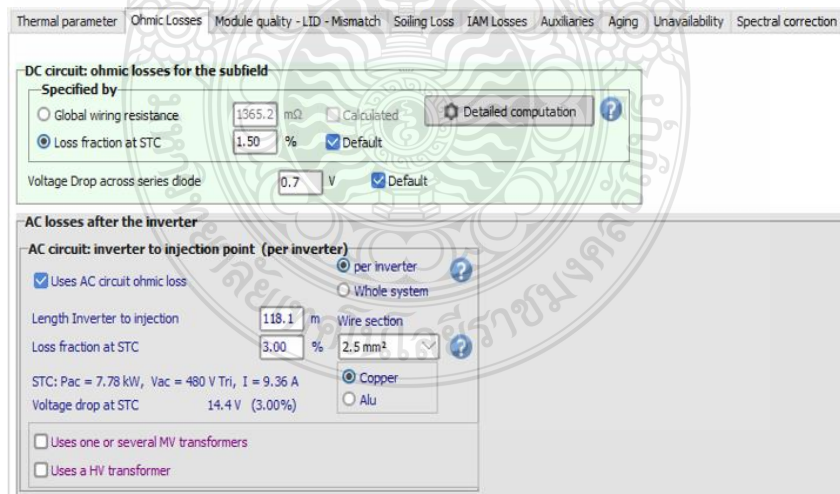 Thermal parameter Ohmic Losses Module quality - LID - Mismatch Soiling Loss IAM Losses Auxiliaries Aging Unavailability Spectral correction
DC circuit: ohmic losses for the subfield
Specified by
Global wiring resistance 1365.2 mΩ Calculated Detailed computation ?
Loss fraction at STC 1.50 % Default
Voltage Drop across series diode 0.7 V Default
AC losses after the inverter
AC circuit: inverter to injection point (per inverter)
Uses AC circuit ohmic loss per inverter ?
Whole system
Length Inverter to injection 118.1 m Wire section
Loss fraction at STC 3.00 % 2.5 mm² ?
STC: Pac = 7.78 kW, Vac = 480 V Tri, I = 9.36 A Copper
Voltage drop at STC 14.4 V (3.00%) Alu
Uses one or several MV transformers
Uses a HV transformer